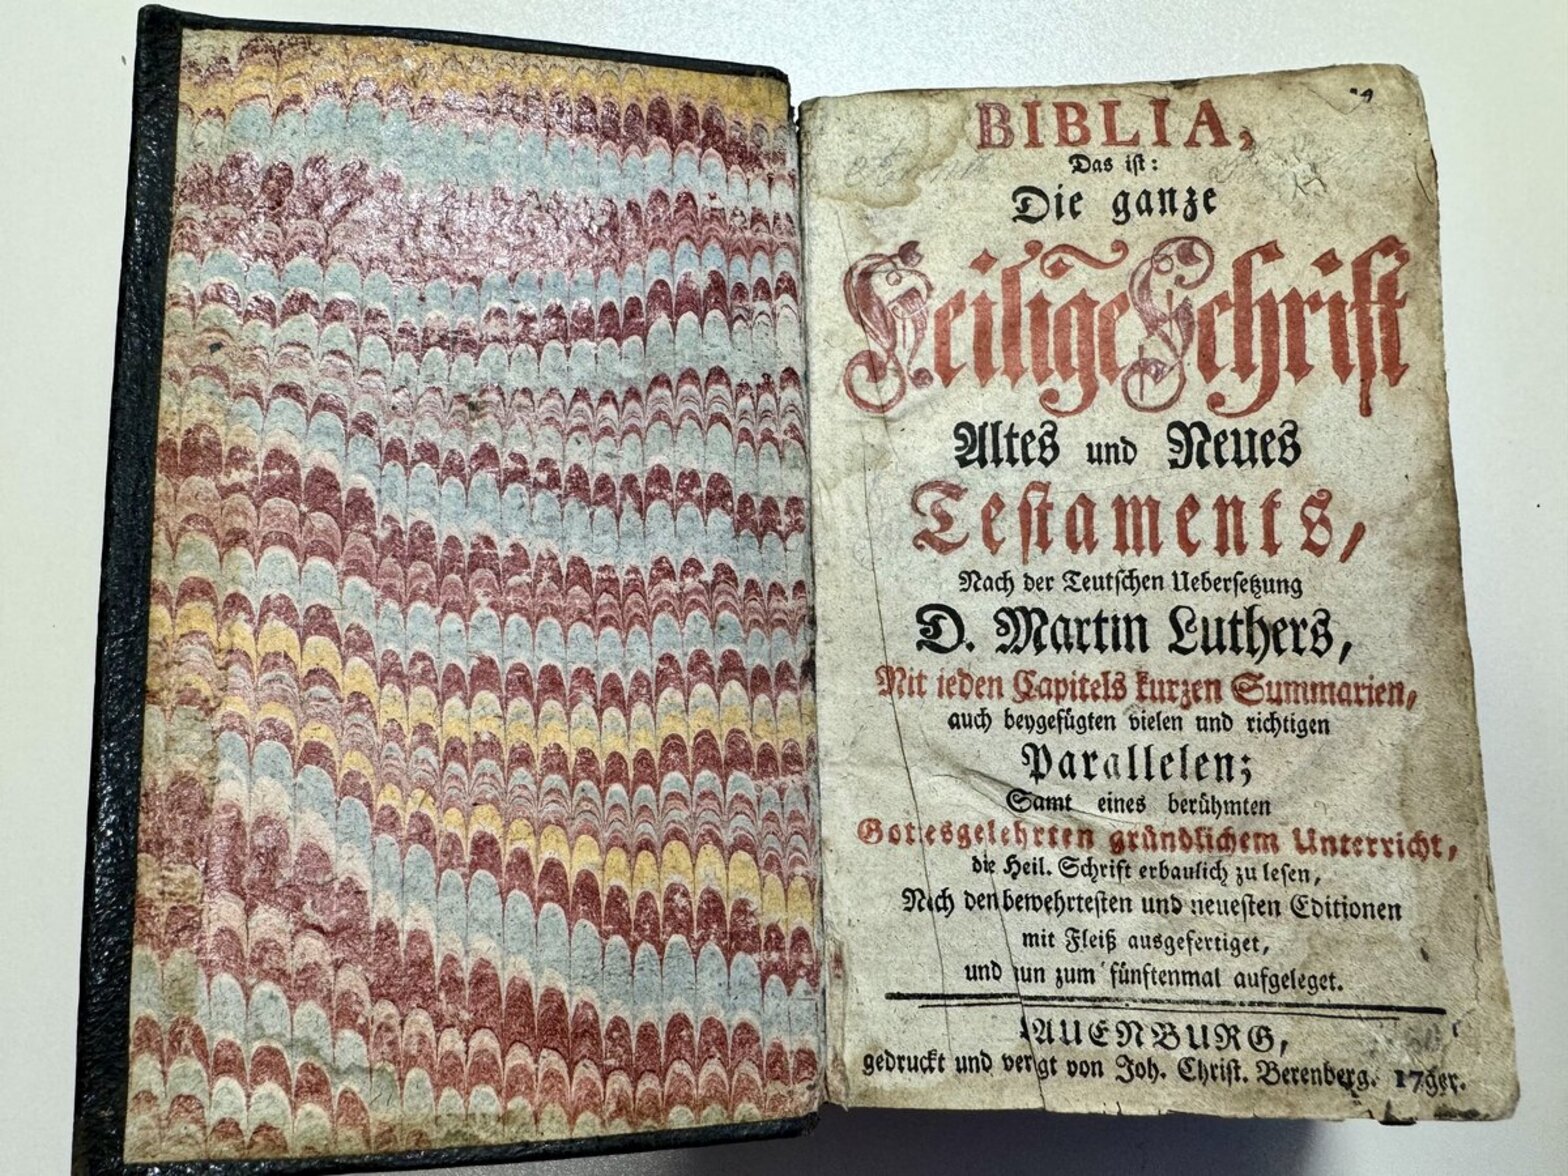 BIBLIA,
Das ist:
Die ganze
Heilige Schrift
Altes und Neues
Testaments,
Nach der Teutschen Uebersetzung
D. Martin Luthers,
Mit ieden Capitels kurzen Summarien,
auch beygefügten vielen und richtigen
Parallelen;
Samt eines berühmten
Gottesgelehrten gründlichem Unterricht,
die Heil. Schrift erbaulich zu lesen,
Nach den bewehrtesten und neuesten Editionen
mit Fleiß ausgefertiget,
und nun zum fünftenmal aufgeleget.
AUENBURG,
gedruckt und von Joh. Christ. Berenberg.